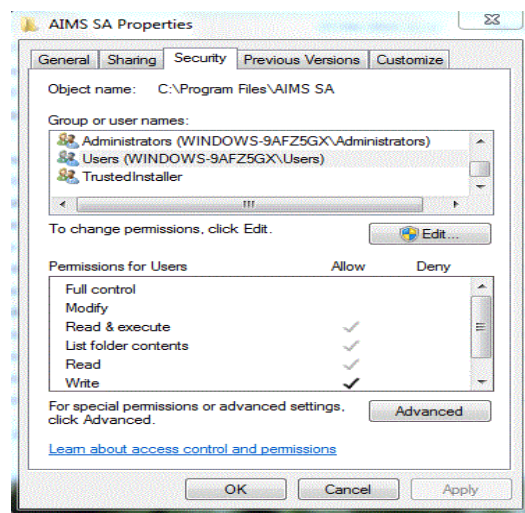 AIMS SA Properties
General Sharing Security Previous Versions Customize
Object name: C:\Program Files\AIMS SA
Group or user names:
Administrators (WINDOWS-9AFZ5GX\Administrators)
Users (WINDOWS-9AFZ5GX\Users)
TrustedInstaller
To change permissions, click Edit.
Edit...
Permissions for Users Allow Deny
Full control
Modify
Read & execute
List folder contents
Read
Write
For special permissions or advanced settings,
click Advanced.
Advanced
Learn about access control and permissions
OK Cancel Apply